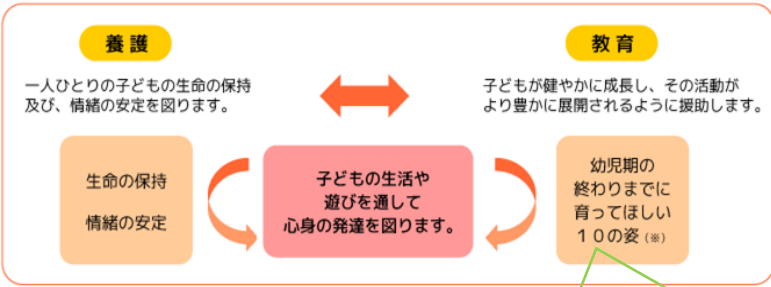 養護
一人ひとりの子どもの生命の保持
及び、情緒の安定を図ります。
教育
子どもが健やかに成長し、その活動が
より豊かに展開されるように援助します。
生命の保持
情緒の安定
子どもの生活や
遊びを通して
心身の発達を図ります。
幼児期の
終わりまでに
育ってほしい
１０の姿(※)